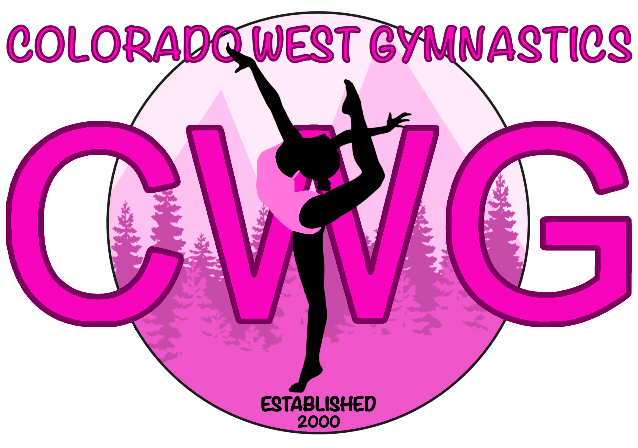 COLORADO WEST GYMNASTICS
CWG
ESTABLISHED
2000